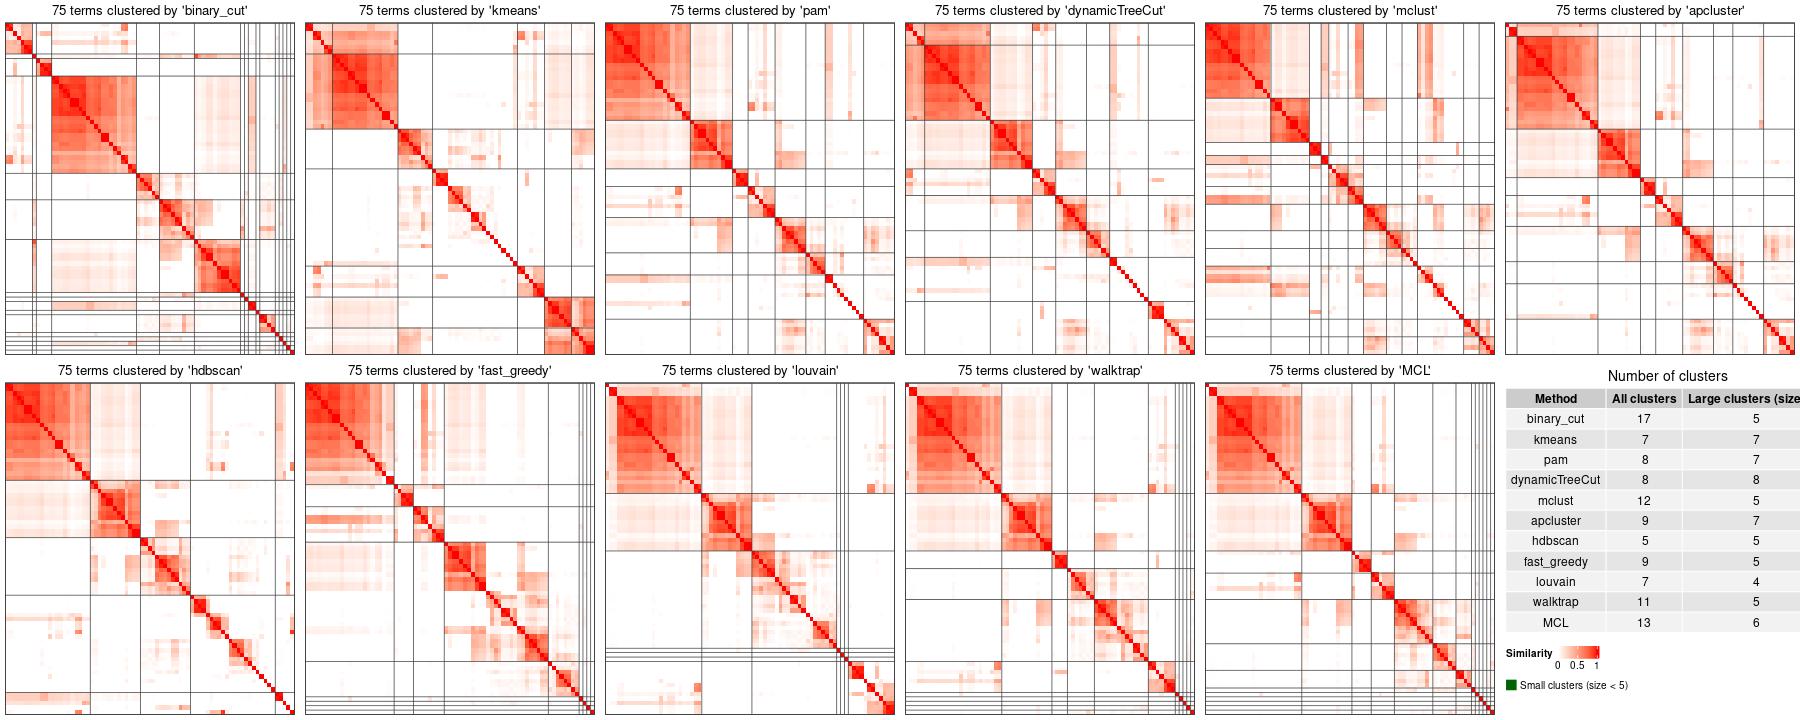 75 terms clustered by 'binary_cut'
75 terms clustered by 'kmeans'
75 terms clustered by 'pam'
75 terms clustered by 'dynamicTreeCut'
75 terms clustered by 'mclust'
75 terms clustered by 'apcluster'
75 terms clustered by 'hdbscan'
75 terms clustered by 'fast_greedy'
75 terms clustered by 'louvain'
75 terms clustered by 'walktrap'
75 terms clustered by 'MCL'
Number of clusters
Method All clusters Large clusters (size
binary_cut 17 5
kmeans 7 7
pam 8 7
dynamicTreeCut 8 8
mclust 12 5
apcluster 9 7
hdbscan 5 5
fast_greedy 9 5
louvain 7 4
walktrap 11 5
MCL 13 6
Similarity
0 0.5 1
Small clusters (size < 5)